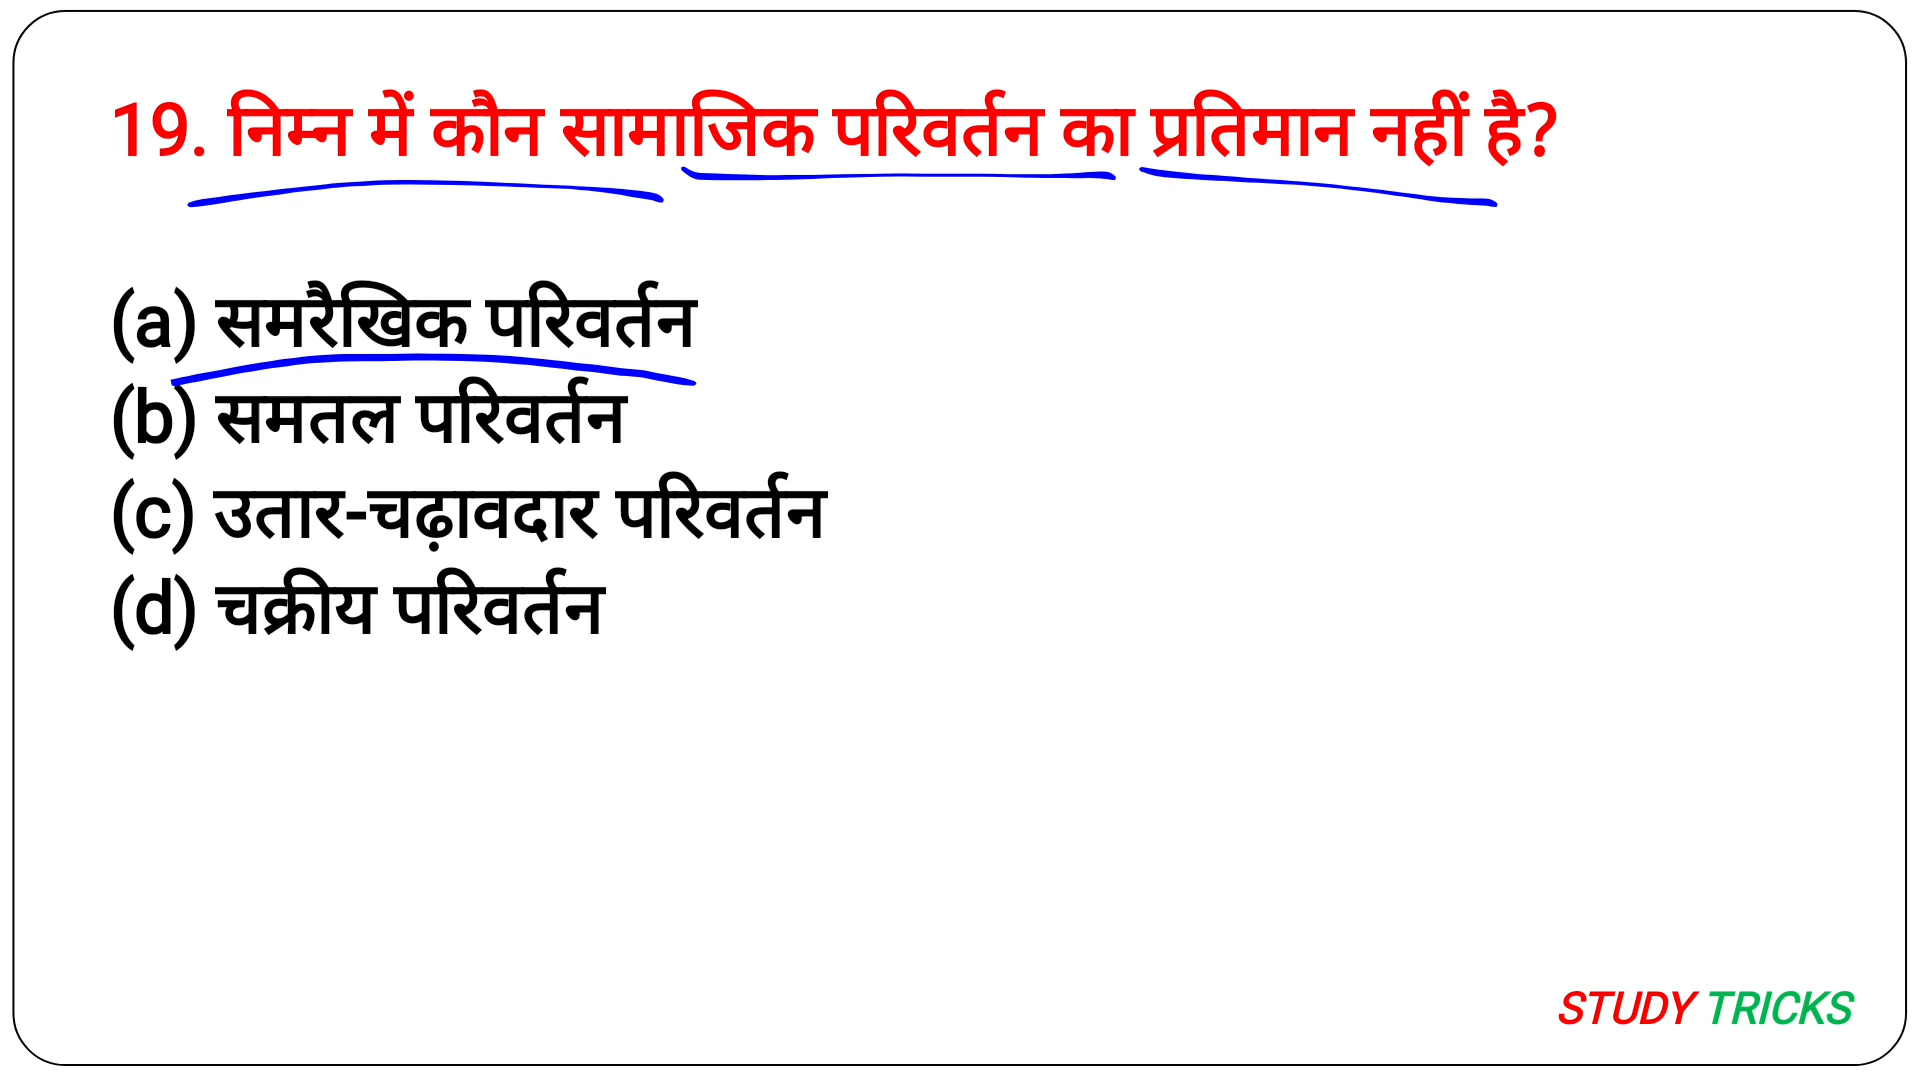 19. निम्न में कौन सामाजिक परिवर्तन का प्रतिमान नहीं है?
(a) समरैखिक परिवर्तन
(b) समतल परिवर्तन
(c) उतार-चढ़ावदार परिवर्तन
(d) चक्रीय परिवर्तन
STUDY TRICKS